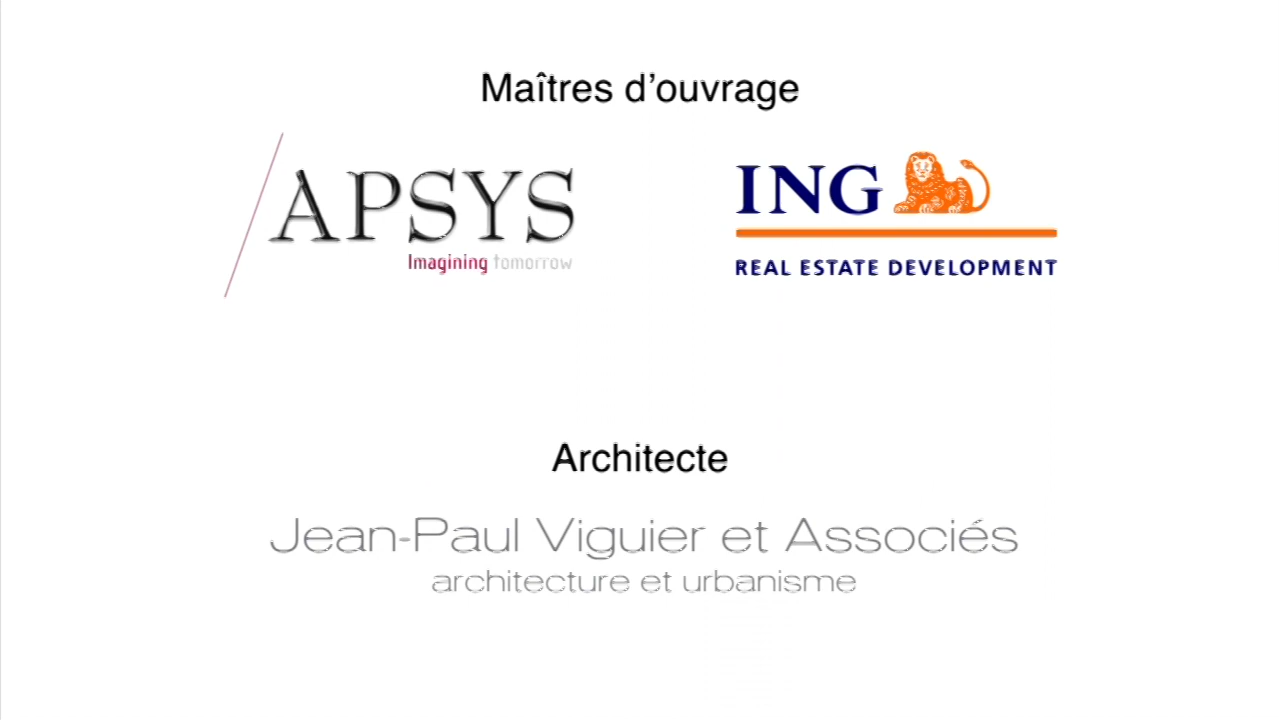 Maîtres d’ouvrage
APSYS
Imagining tomorrow
ING
REAL ESTATE DEVELOPMENT
Architecte
Jean-Paul Viguier et Associés
architecture et urbanisme